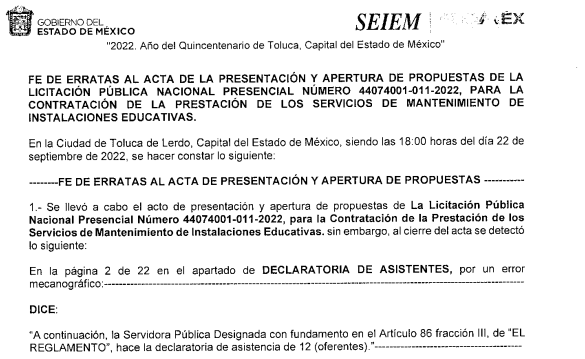 GOBIERNO DEL
ESTADO DE MÉXICO
SEIEM
"2022. Año del Quincentenario de Toluca, Capital del Estado de México"
FE DE ERRATAS AL ACTA DE LA PRESENTACIÓN Y APERTURA DE PROPUESTAS DE LA
LICITACIÓN PÚBLICA NACIONAL PRESENCIAL NÚMERO 44074001-011-2022, PARA LA
CONTRATACIÓN DE LA PRESTACIÓN DE LOS SERVICIOS DE MANTENIMIENTO DE
INSTALACIONES EDUCATIVAS.
En la Ciudad de Toluca de Lerdo, Capital del Estado de México, siendo las 18:00 horas del día 22 de
septiembre de 2022, se hacer constar lo siguiente:
--------FE DE ERRATAS AL ACTA DE PRESENTACIÓN Y APERTURA DE PROPUESTAS -----------
1.- Se llevó a cabo el acto de presentación y apertura de propuestas de La Licitación Pública
Nacional Presencial Número 44074001-011-2022, para la Contratación de la Prestación de los
Servicios de Mantenimiento de Instalaciones Educativas. sin embargo, al cierre del acta se detectó
lo siguiente:
En la página 2 de 22 en el apartado de DECLARATORIA DE ASISTENTES, por un error
mecanográfico:---------------------------------------------------------------
DICE:
"A continuación, la Servidora Pública Designada con fundamento en el Artículo 86 fracción III, de "EL
REGLAMENTO", hace la declaratoria de asistencia de 12 (oferentes)."--------------------------------------